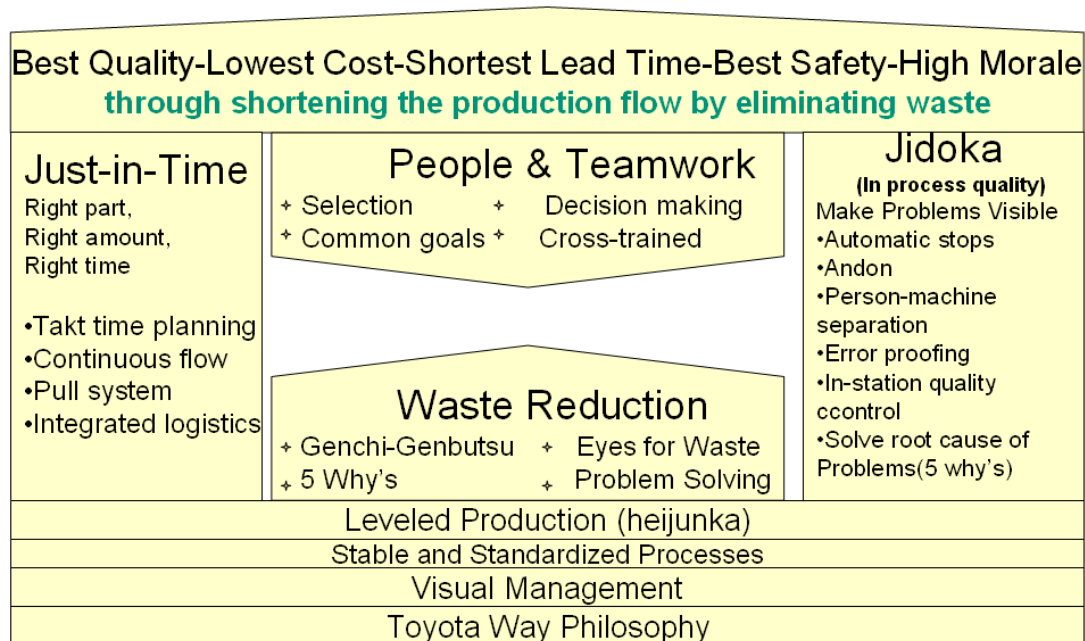 Best Quality-Lowest Cost-Shortest Lead Time-Best Safety-High Morale
through shortening the production flow by eliminating waste
Just-in-Time
Right part,
Right amount,
Right time
•Takt time planning
•Continuous flow
•Pull system
•Integrated logistics
People & Teamwork
✧ Selection ✧ Decision making
✧ Common goals ✧ Cross-trained
Waste Reduction
✧ Genchi-Genbutsu ✧ Eyes for Waste
✧ 5 Why's ✧ Problem Solving
Jidoka
(In process quality)
Make Problems Visible
•Automatic stops
•Andon
•Person-machine
separation
•Error proofing
•In-station quality
ccontrol
•Solve root cause of
Problems(5 why's)
Leveled Production (heijunka)
Stable and Standardized Processes
Visual Management
Toyota Way Philosophy